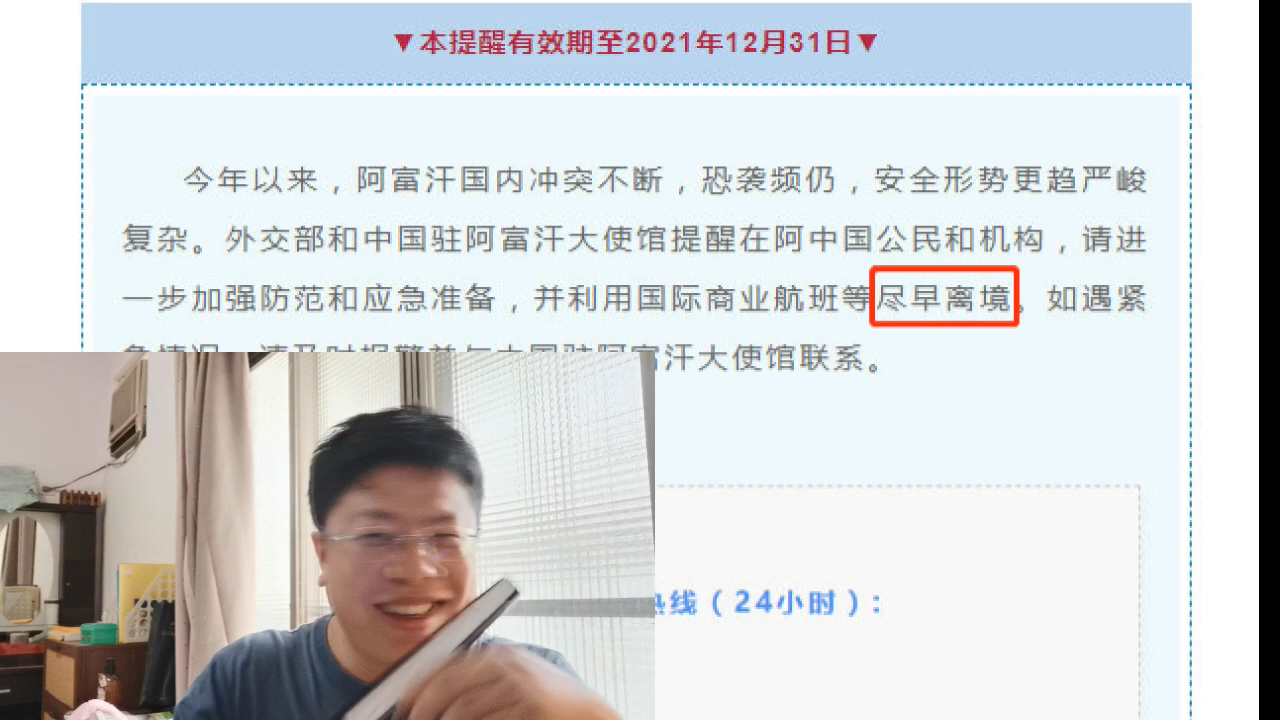 ▼本提醒有效期至2021年12月31日▼
今年以来，阿富汗国内冲突不断，恐袭频仍，安全形势更趋严峻
复杂。外交部和中国驻阿富汗大使馆提醒在阿中国公民和机构，请进
一步加强防范和应急准备，并利用国际商业航班等尽早离境。如遇紧
富汗大使馆联系。
线（24小时）：